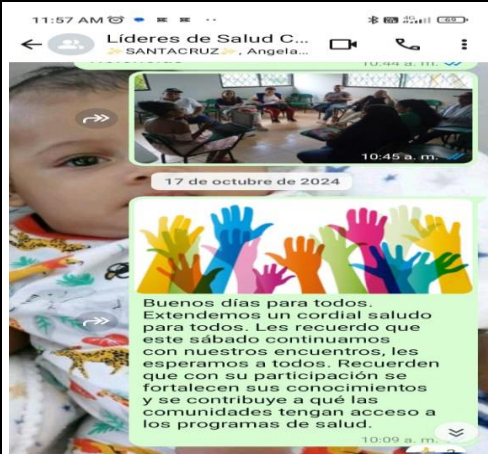 11:57 AM
69
Líderes de Salud C...
SANTACRUZ , Angela...
10:44 a. m.
10:45 a. m.
17 de octubre de 2024
Buenos días para todos.
Extendemos un cordial saludo
para todos. Les recuerdo que
este sábado continuamos
con nuestros encuentros, les
esperamos a todos. Recuerden
que con su participación se
fortalecen sus conocimientos
y se contribuye a qué las
comunidades tengan acceso a
los programas de salud.
10:09 a. m.